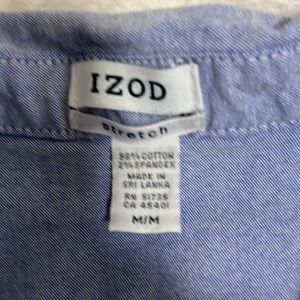 IZOD
stretch
98% COTTON
2% SPANDEX
MADE IN
SRI LANKA
RN 51735
CA 45401
M/M